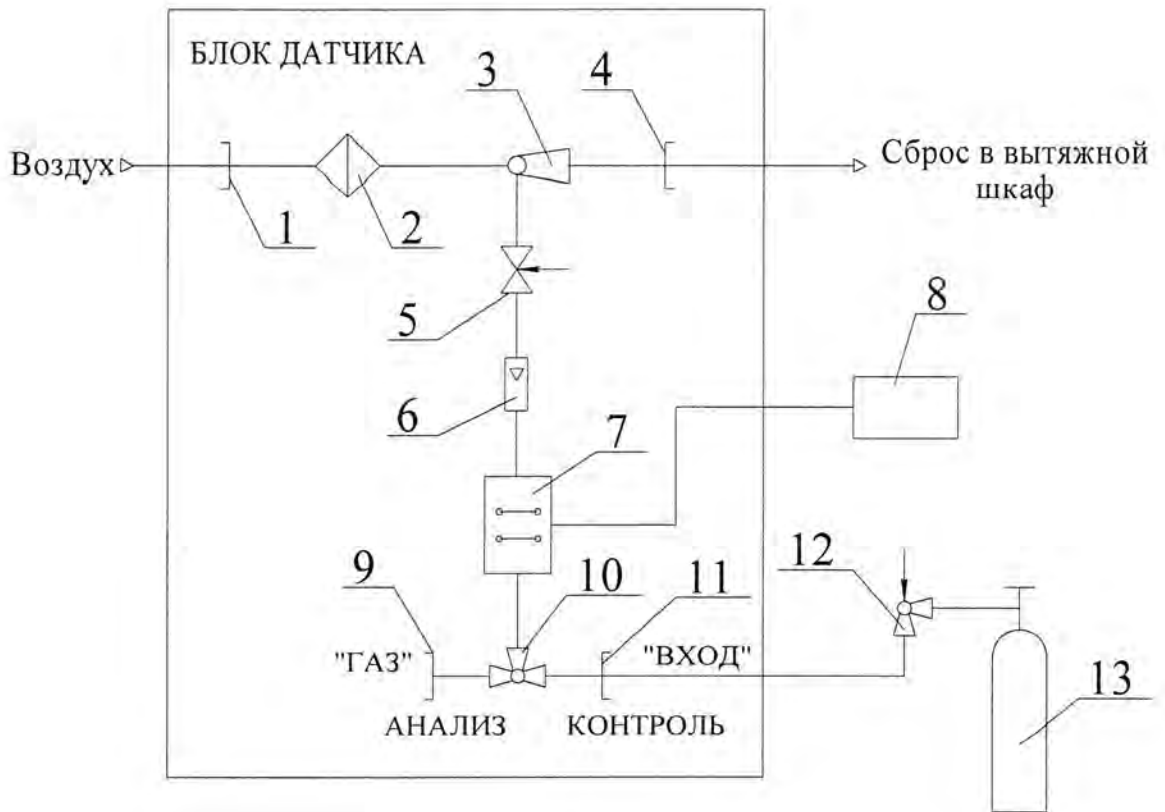 БЛОК ДАТЧИКА
3
4
Воздух
Сброс в вытяжной
шкаф
1
2
5
8
6
7
9
10
11
12
"ГАЗ"
"ВХОД"
13
АНАЛИЗ
КОНТРОЛЬ